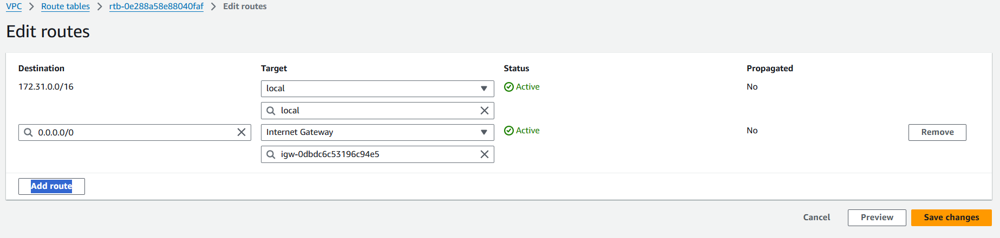 VPC > Route tables > rtb-0e288a58e88040faf > Edit routes
Edit routes
Destination Target Status Propagated
172.31.0.0/16 local Active No
local
0.0.0.0/0 Internet Gateway Active No Remove
igw-0dbdc6c53196c94e5
Add route
Cancel Preview Save changes